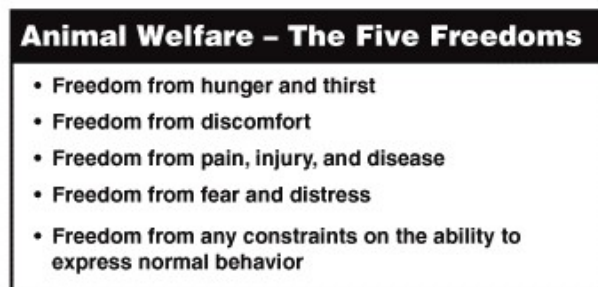 Animal Welfare – The Five Freedoms
• Freedom from hunger and thirst
• Freedom from discomfort
• Freedom from pain, injury, and disease
• Freedom from fear and distress
• Freedom from any constraints on the ability to
express normal behavior